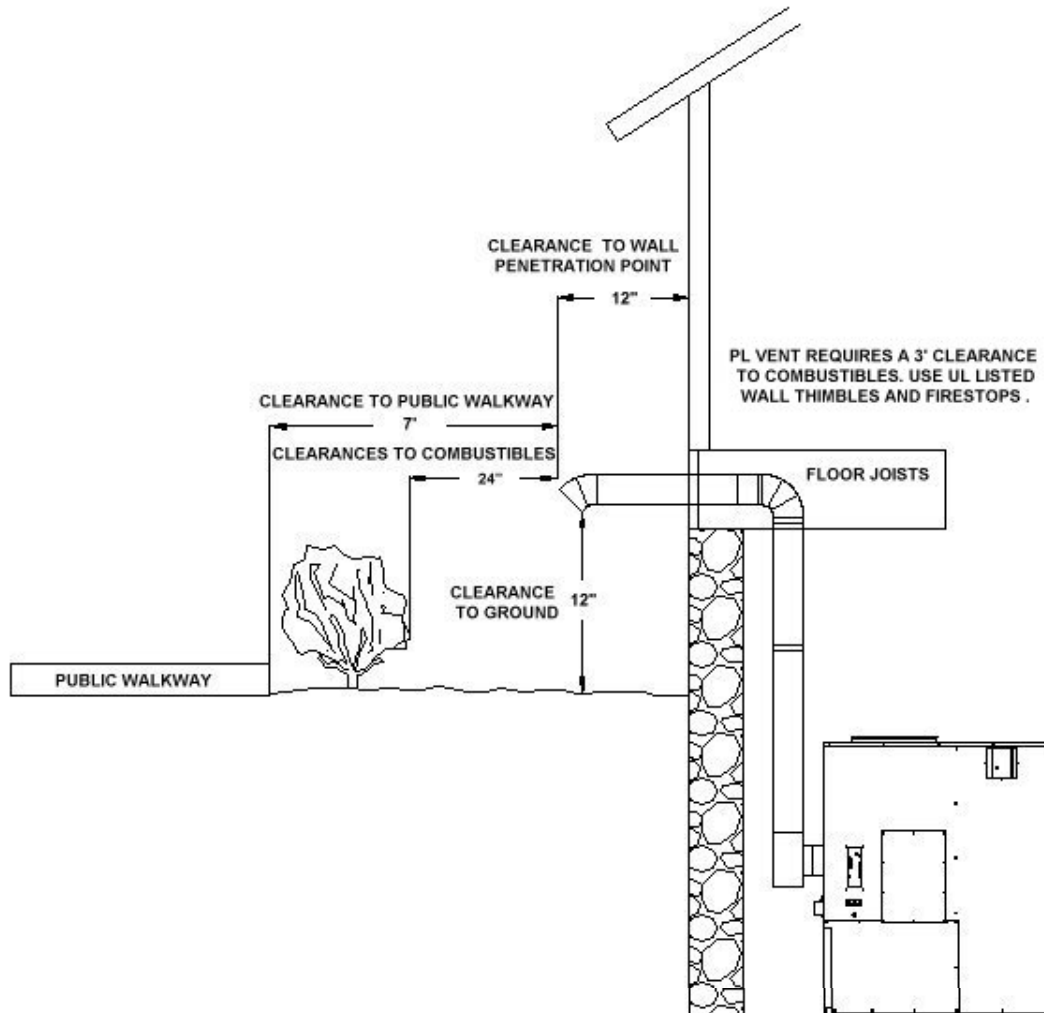 CLEARANCE TO WALL
PENETRATION POINT
12"
PL VENT REQUIRES A 3' CLEARANCE
TO COMBUSTIBLES. USE UL LISTED
WALL THIMBLES AND FIRESTOPS .
CLEARANCE TO PUBLIC WALKWAY
7'
CLEARANCES TO COMBUSTIBLES
24"
FLOOR JOISTS
CLEARANCE
TO GROUND
12"
PUBLIC WALKWAY